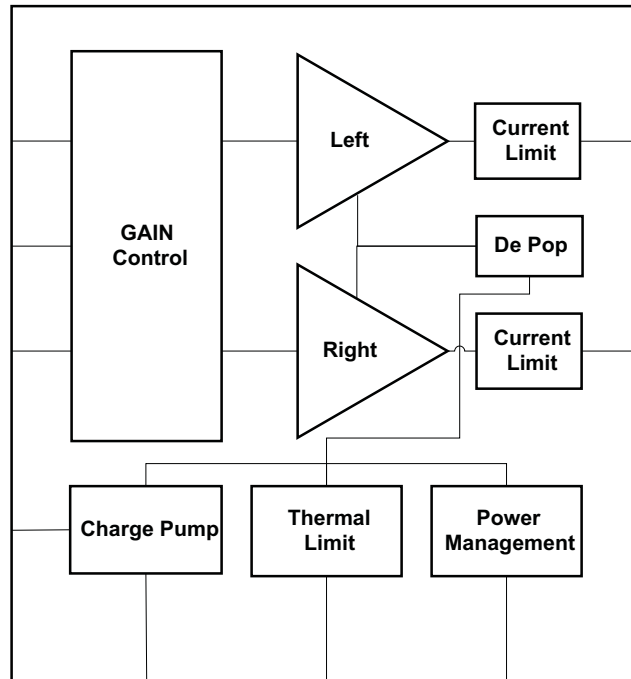 Left
Current
Limit
GAIN
Control
De Pop
Right
Current
Limit
Charge Pump
Thermal
Limit
Power
Management